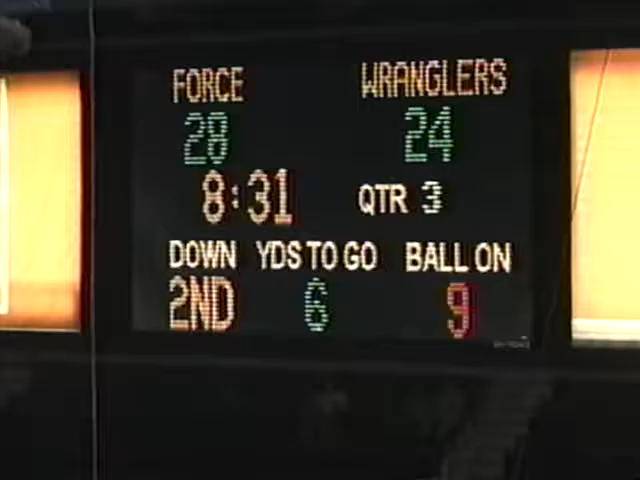 FORCE WRANGLERS
28 24
8:31 QTR 3
DOWN YDS TO GO BALL ON
2ND 6 9